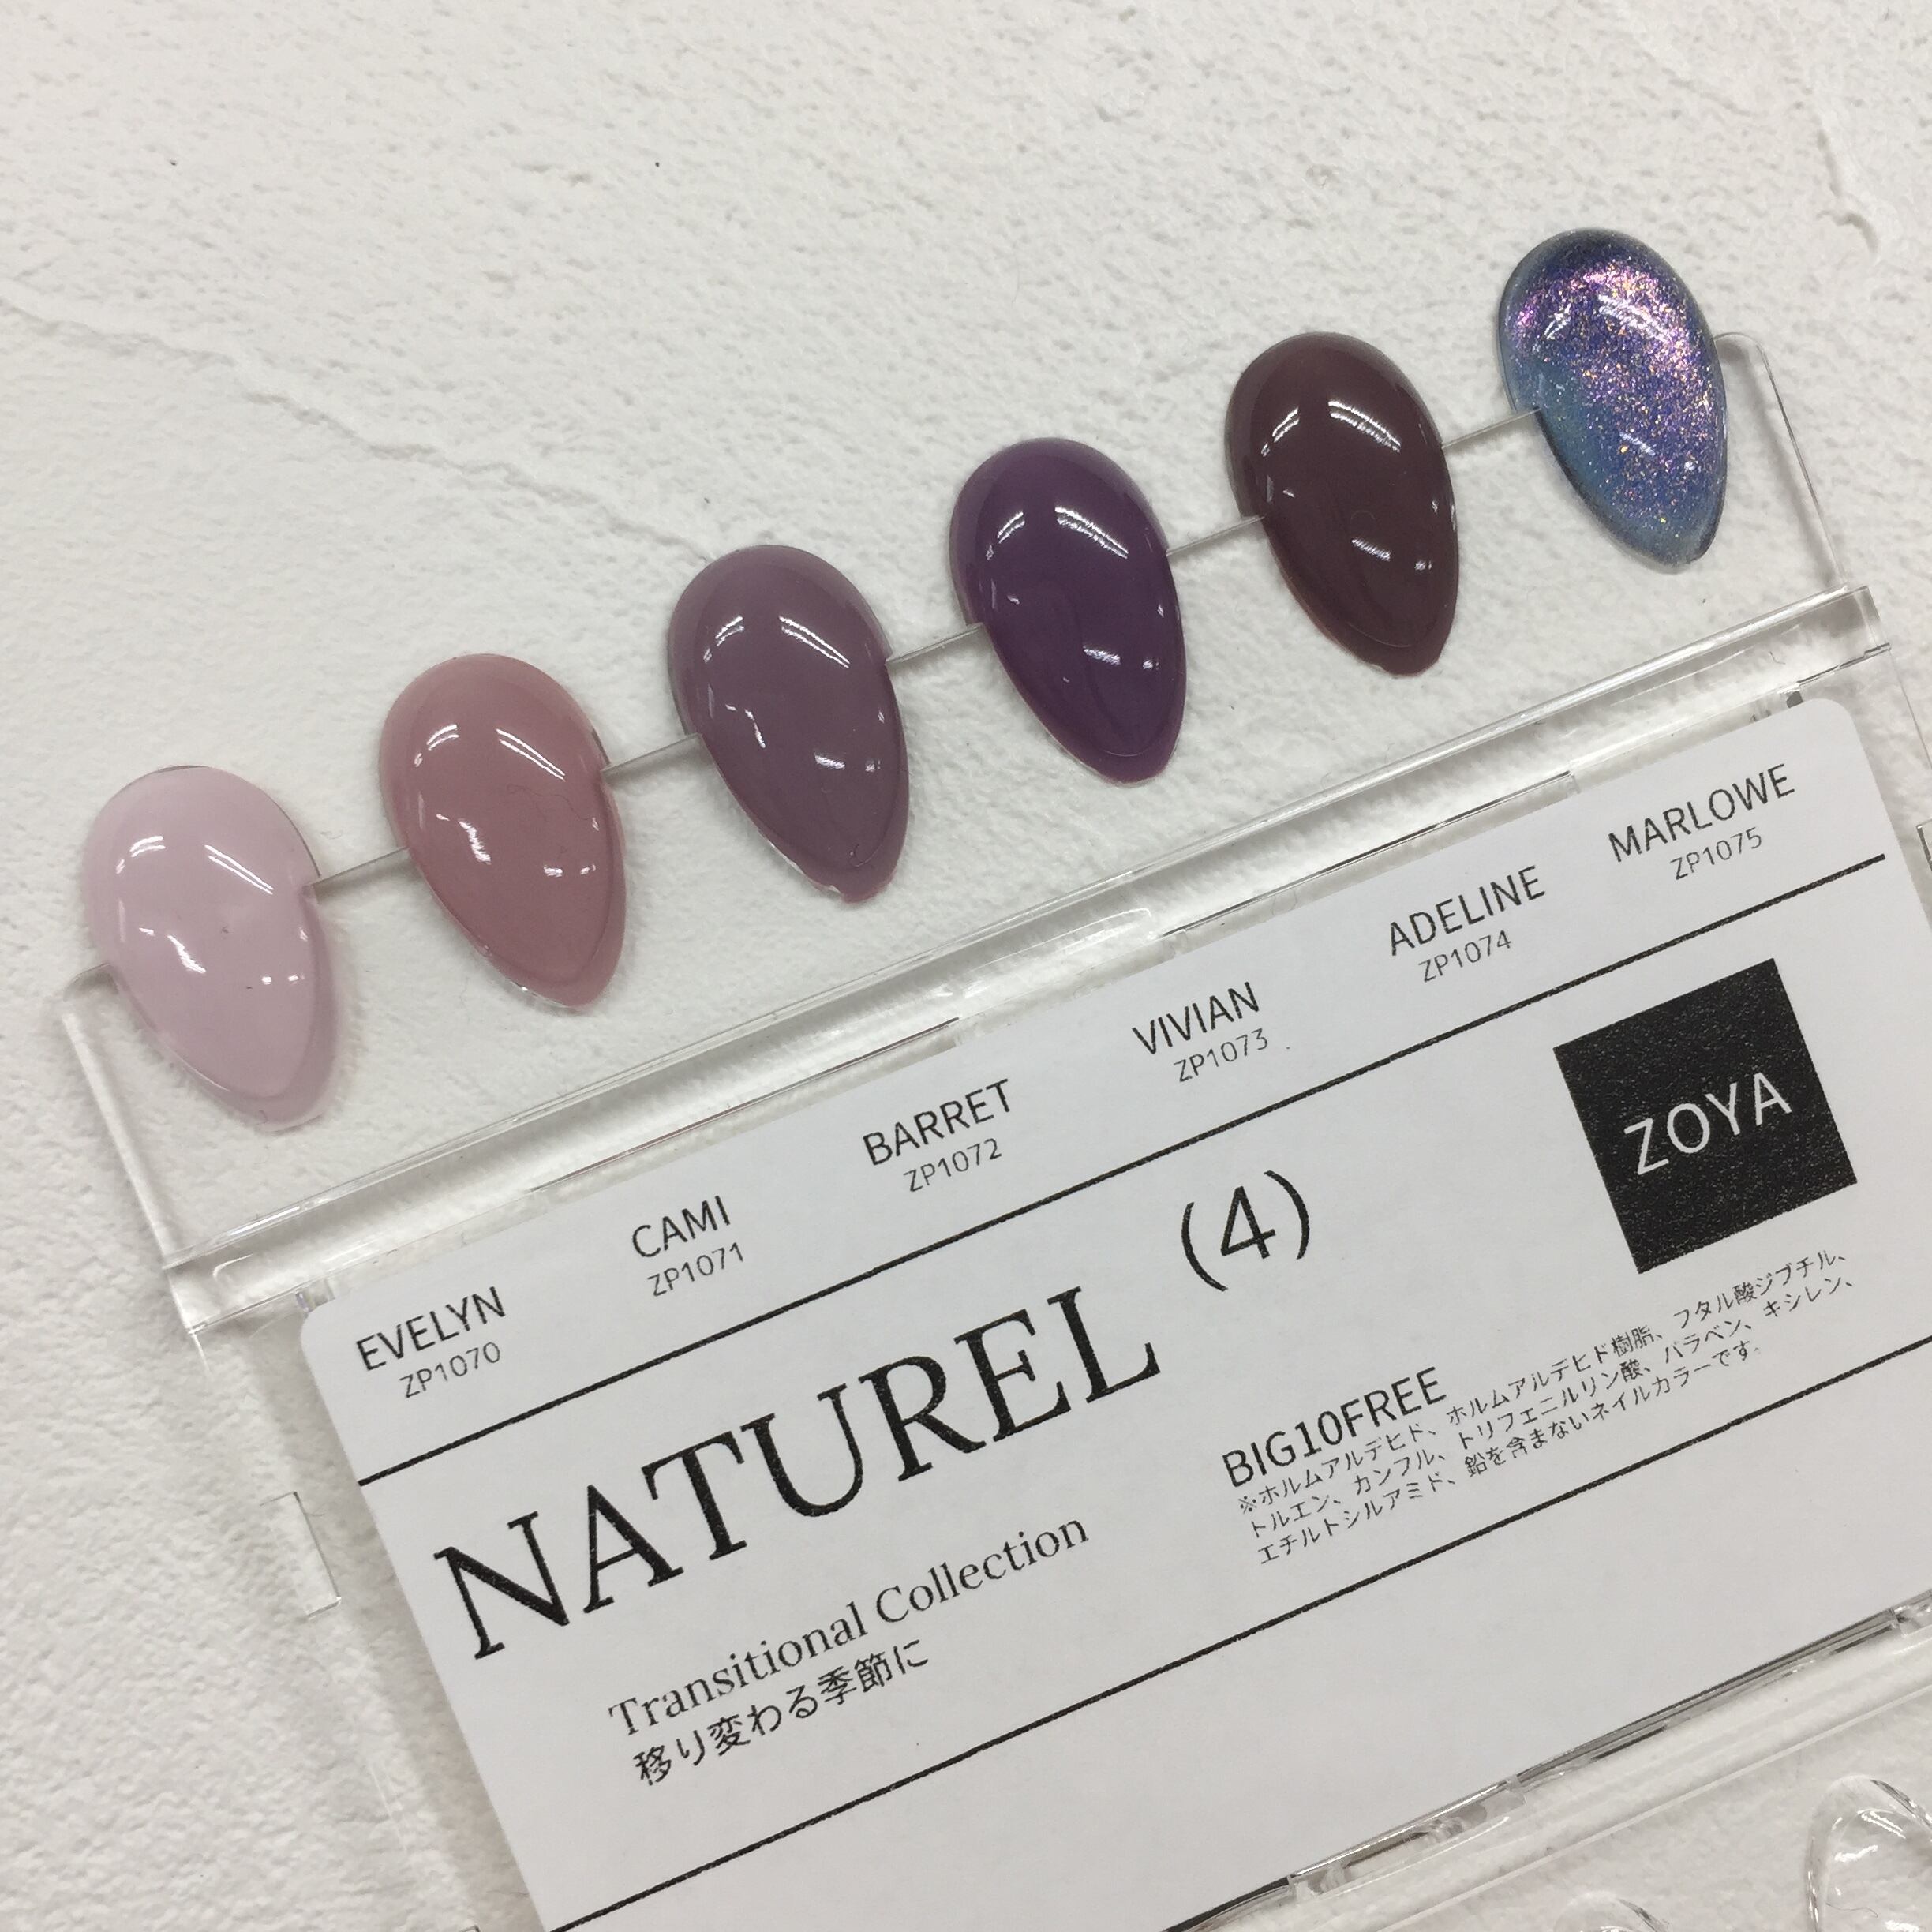 EVELYN
ZP1070
CAMI
ZP1071
BARRET
ZP1072
VIVIAN
ZP1073
ADELINE
ZP1074
MARLOWE
ZP1075
NATUREL (4)
Transitional Collection
移り変わる季節に
ZOYA
BIG10FREE
※ホルムアルデヒド、ホルムアルデヒド樹脂、フタル酸ジブチル、
トルエン、カンフル、トリフェニルリン酸、パラベン、キシレン、
エチルトシルアミド、鉛を含まないネイルカラーです。